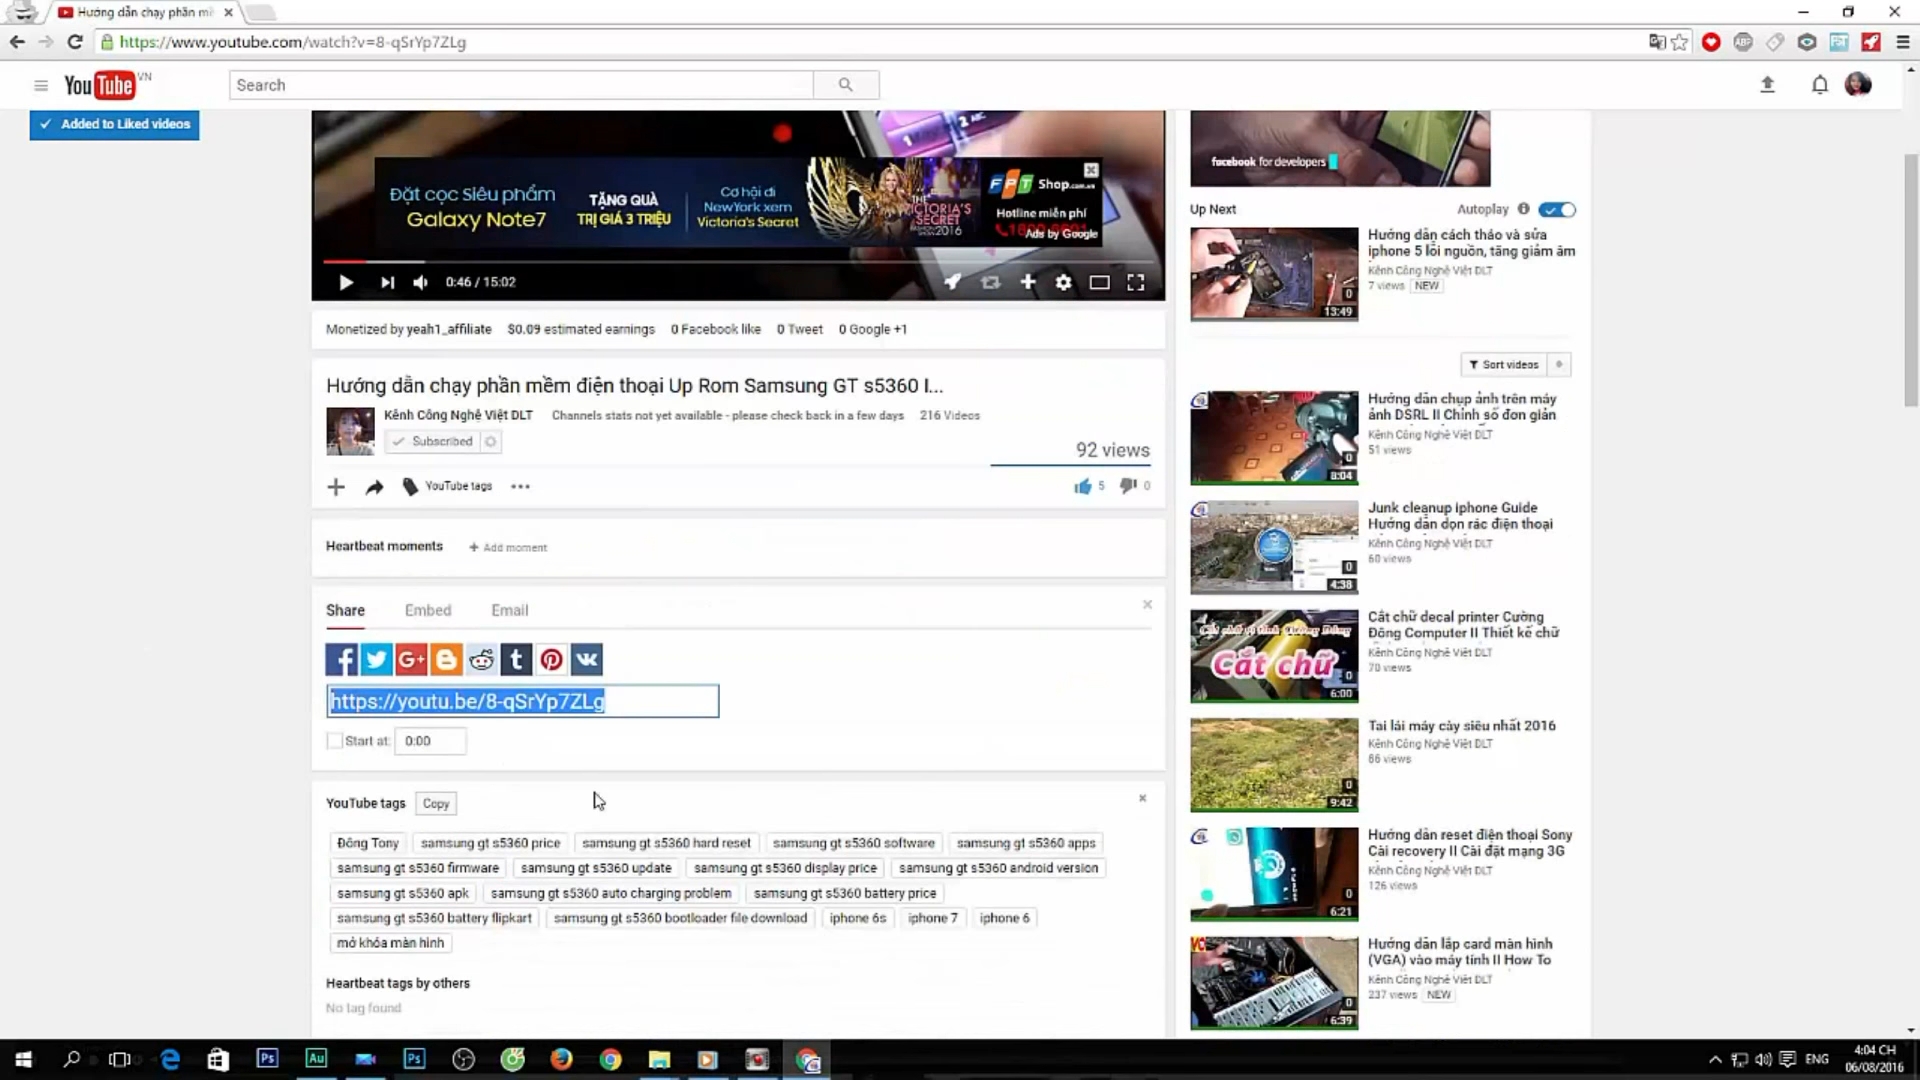 Hướng dẫn chạy phần mề
https://www.youtube.com/watch?v=8-qSrYp7ZLg
YouTube VN
Search
Added to Liked videos
Đặt cọc Siêu phẩm
Galaxy Note7
TẶNG QUÀ
TRỊ GIÁ 3 TRIỆU
Cơ hội đi
NewYork xem
Victoria's Secret
THE
VICTORIA'S
SECRET
FASHION
SHOW 2016
FPT Shop.com.vn
Hotline miễn phí
Ads by Google
0:46 / 15:02
Monetized by yeah1_affiliate $0.09 estimated earnings 0 Facebook like 0 Tweet 0 Google +1
Hướng dẫn chạy phần mềm điện thoại Up Rom Samsung GT s5360 I...
Kênh Công Nghệ Việt DLT Channels stats not yet available - please check back in a few days 216 Videos
Subscribed
92 views
YouTube tags
5 0
Heartbeat moments + Add moment
Share Embed Email
https://youtu.be/8-qSrYp7ZLg
Start at: 0:00
YouTube tags Copy
Đông Tony samsung gt s5360 price samsung gt s5360 hard reset samsung gt s5360 software samsung gt s5360 apps
samsung gt s5360 firmware samsung gt s5360 update samsung gt s5360 display price samsung gt s5360 android version
samsung gt s5360 apk samsung gt s5360 auto charging problem samsung gt s5360 battery price
samsung gt s5360 battery flipkart samsung gt s5360 bootloader file download iphone 6s iphone 7 iphone 6
mở khóa màn hình
Heartbeat tags by others
No tag found
facebook for developers
Up Next Autoplay
Hướng dẫn cách tháo và sửa
iphone 5 lỗi nguồn, tăng giảm âm
Kênh Công Nghệ Việt DLT
7 views NEW
0
13:49
Sort videos
Hướng dẫn chụp ảnh trên máy
ảnh DSRL II Chỉnh số đơn giản
Kênh Công Nghệ Việt DLT
51 views
0
8:04
Junk cleanup iphone Guide
Hướng dẫn dọn rác điện thoại
Kênh Công Nghệ Việt DLT
60 views
0
4:38
Cắt chữ decal printer Cường
Đông Computer II Thiết kế chữ
Kênh Công Nghệ Việt DLT
70 views
Cắt chữ
0
6:00
Tai lái máy cày siêu nhất 2016
Kênh Công Nghệ Việt DLT
86 views
0
9:42
Hướng dẫn reset điện thoại Sony
Cài recovery II Cài đặt mạng 3G
Kênh Công Nghệ Việt DLT
126 views
0
6:21
Hướng dẫn lắp card màn hình
(VGA) vào máy tính II How To
Kênh Công Nghệ Việt DLT
237 views NEW
0
6:39
ENG
4:04 CH
06/08/2016